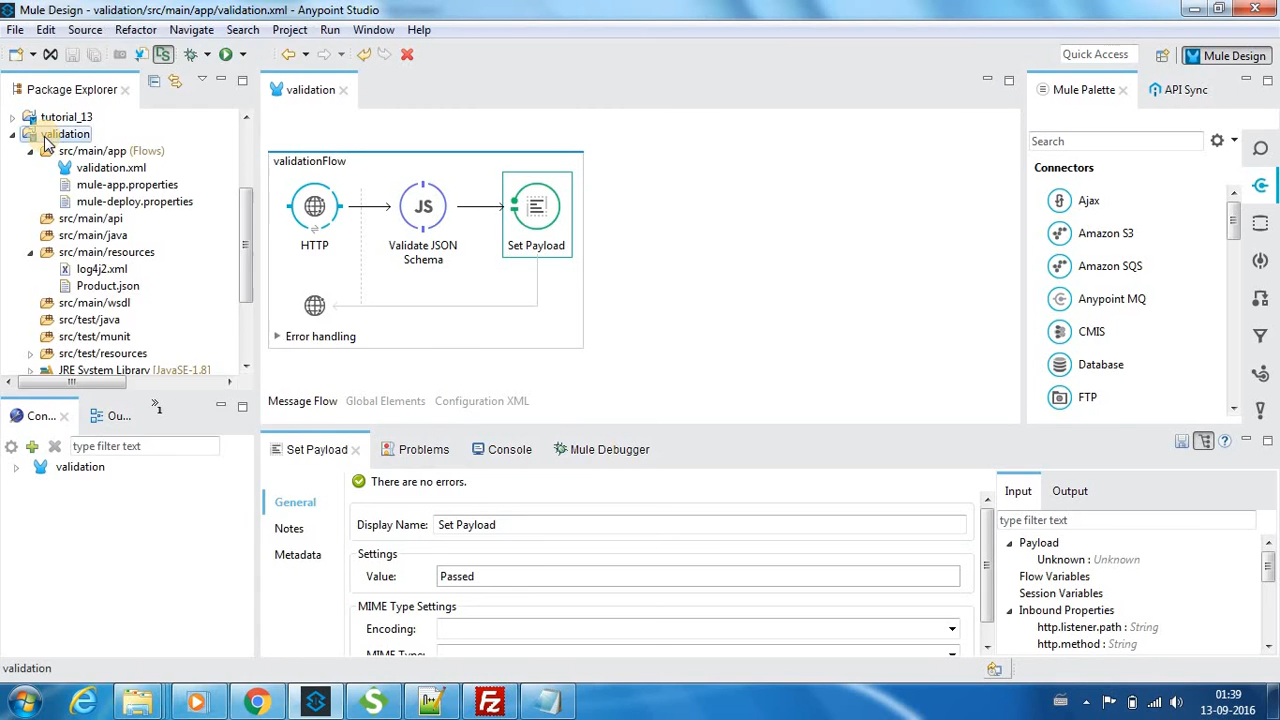 Mule Design - validation/src/main/app/validation.xml - Anypoint Studio
File Edit Source Refactor Navigate Search Project Run Window Help
DS
Quick Access
Mule Design
Package Explorer
tutorial_13
validation
src/main/app (Flows)
validation.xml
mule-app.properties
mule-deploy.properties
src/main/api
src/main/java
src/main/resources
log4j2.xml
Product.json
src/main/wsdl
src/test/java
src/test/munit
src/test/resources
JRE System Library [JavaSE-1.8]
Con...
Ou...
»1
type filter text
validation
validation
validationFlow
JS
HTTP
Validate JSON
Schema
Set Payload
Error handling
Message Flow Global Elements Configuration XML
Set Payload
Problems
Console
Mule Debugger
There are no errors.
General
Notes
Metadata
Display Name: Set Payload
Settings
Value: Passed
MIME Type Settings
Encoding:
MIME Type:
Input Output
type filter text
Payload
Unknown : Unknown
Flow Variables
Session Variables
Inbound Properties
http.listener.path : String
http.method : String
Mule Palette
API Sync
Search
Connectors
Ajax
Amazon S3
Amazon SQS
Anypoint MQ
CMIS
Database
FTP
validation
01:39
13-09-2016